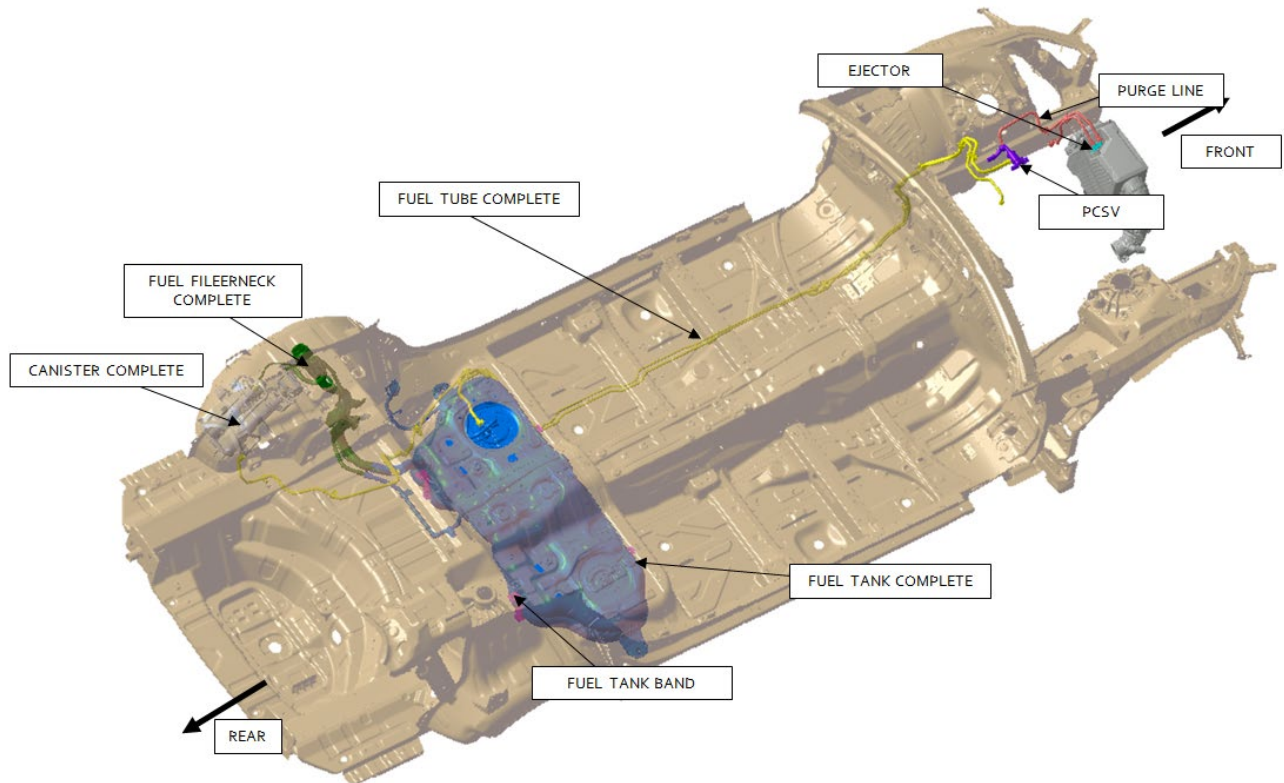 EJECTOR
PURGE LINE
FRONT
FUEL TUBE COMPLETE
PCSV
FUEL FILEERNECK
COMPLETE
CANISTER COMPLETE
FUEL TANK COMPLETE
FUEL TANK BAND
REAR